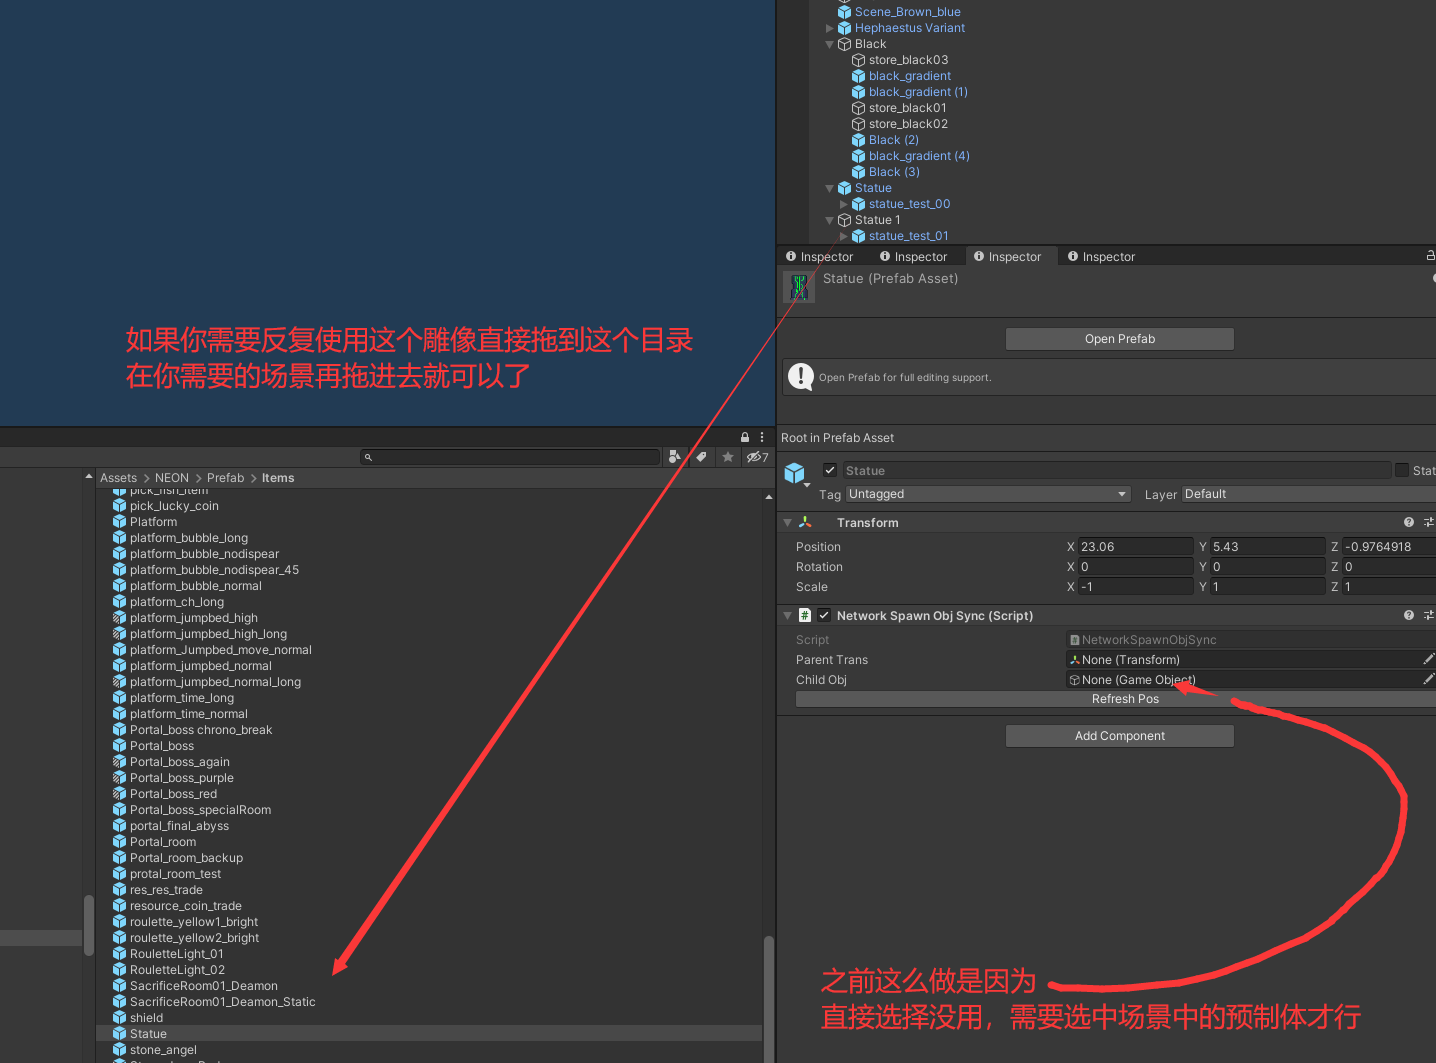 Scene_Brown_blue
Hephaestus Variant
Black
store_black03
black_gradient
black_gradient (1)
store_black01
store_black02
Black (2)
black_gradient (4)
Black (3)
Statue
statue_test_00
Statue 1
statue_test_01
Inspector
Inspector
Inspector
Inspector
Statue (Prefab Asset)
Open Prefab
Open Prefab for full editing support.
Root in Prefab Asset
Statue
Stat
Tag Untagged
Layer Default
Transform
Position X 23.06 Y 5.43 Z -0.9764918
Rotation X 0 Y 0 Z 0
Scale X -1 Y 1 Z 1
Network Spawn Obj Sync (Script)
Script NetworkSpawnObjSync
Parent Trans None (Transform)
Child Obj None (Game Object)
Refresh Pos
Add Component
如果你需要反复使用这个雕像直接拖到这个目录
在你需要的场景再拖进去就可以了
7
Assets > NEON > Prefab > Items
pick_fish_item
pick_lucky_coin
Platform
platform_bubble_long
platform_bubble_nodispear
platform_bubble_nodispear_45
platform_bubble_normal
platform_ch_long
platform_jumpbed_high
platform_jumpbed_high_long
platform_Jumpbed_move_normal
platform_jumpbed_normal
platform_jumpbed_normal_long
platform_time_long
platform_time_normal
Portal_boss chrono_break
Portal_boss
Portal_boss_again
Portal_boss_purple
Portal_boss_red
Portal_boss_specialRoom
portal_final_abyss
Portal_room
Portal_room_backup
protal_room_test
res_res_trade
resource_coin_trade
roulette_yellow1_bright
roulette_yellow2_bright
RouletteLight_01
RouletteLight_02
SacrificeRoom01_Deamon
SacrificeRoom01_Deamon_Static
shield
Statue
stone_angel
之前这么做是因为
直接选择没用，需要选中场景中的预制体才行